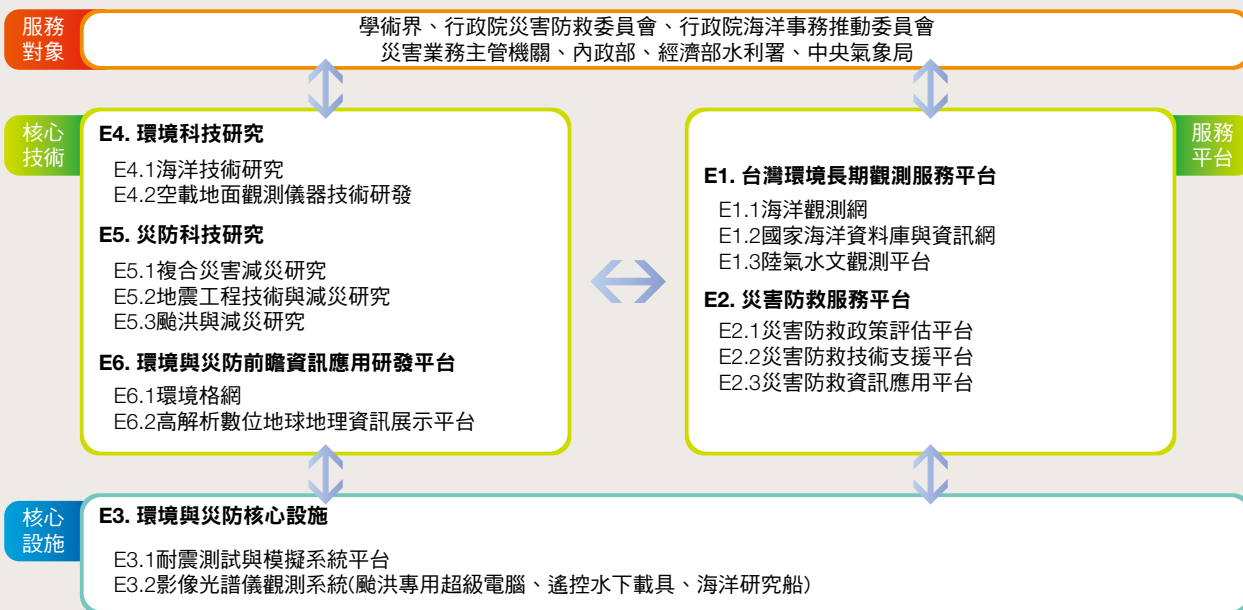 服務
對象
學術界、行政院災害防救委員會、行政院海洋事務推動委員會
災害業務主管機關、內政部、經濟部水利署、中央氣象局
核心
技術
E4. 環境科技研究
E4.1海洋技術研究
E4.2空載地面觀測儀器技術研發
E5. 災防科技研究
E5.1複合災害減災研究
E5.2地震工程技術與減災研究
E5.3颱洪與減災研究
E6. 環境與災防前瞻資訊應用研發平台
E6.1環境格網
E6.2高解析數位地球地理資訊展示平台
服務
平台
E1. 台灣環境長期觀測服務平台
E1.1海洋觀測網
E1.2國家海洋資料庫與資訊網
E1.3陸氣水文觀測平台
E2. 災害防救服務平台
E2.1災害防救政策評估平台
E2.2災害防救技術支援平台
E2.3災害防救資訊應用平台
核心
設施
E3. 環境與災防核心設施
E3.1耐震測試與模擬系統平台
E3.2影像光譜儀觀測系統(颱洪專用超級電腦、遙控水下載具、海洋研究船)